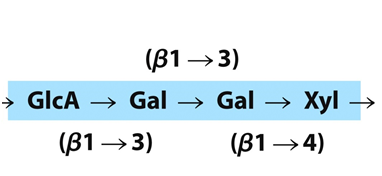 (β1 → 3)
→ GlcA → Gal → Gal → Xyl →
(β1 → 3) (β1 → 4)